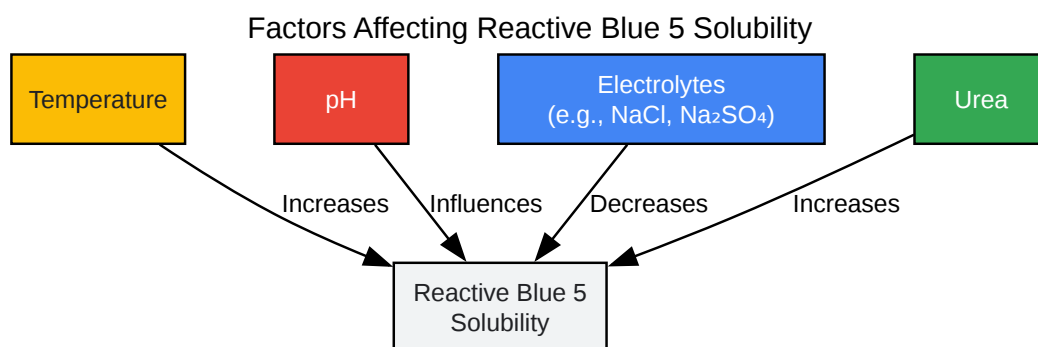 Factors Affecting Reactive Blue 5 Solubility
Temperature
pH
Electrolytes
(e.g., NaCl, Na₂SO₄)
Urea
Increases
Influences
Decreases
Increases
Reactive Blue 5
Solubility